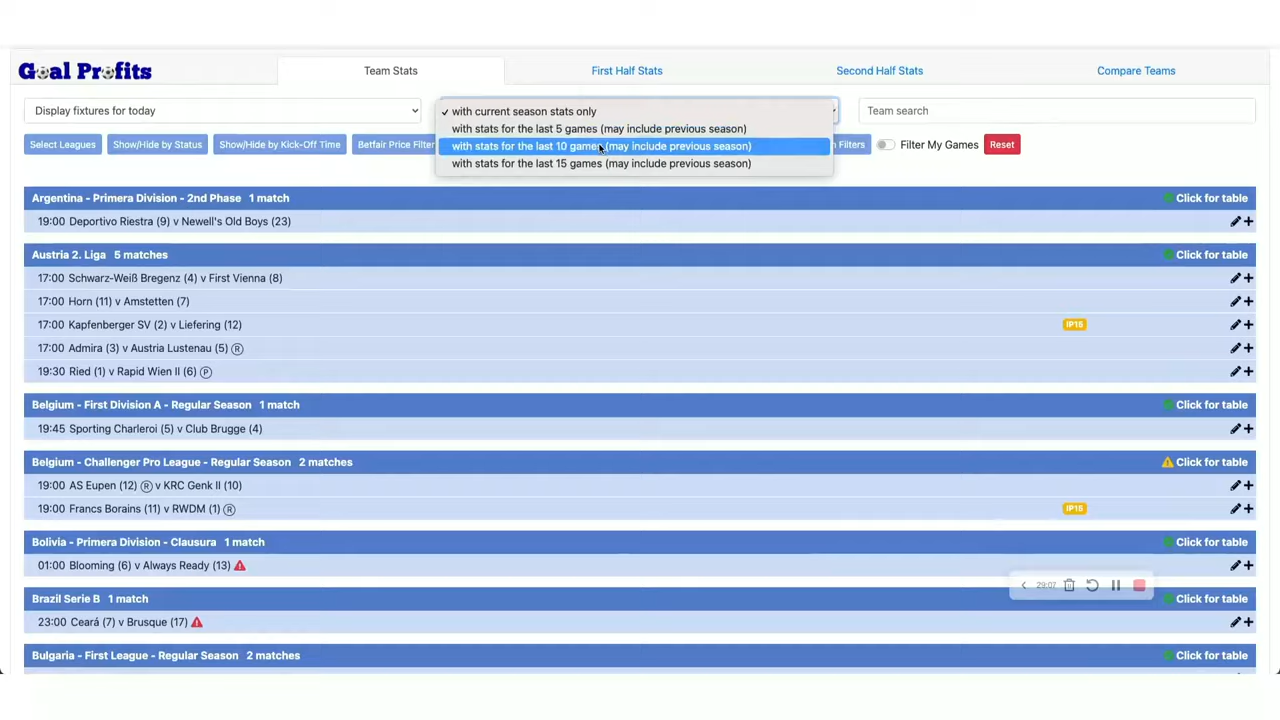 Goal Profits
Team Stats
First Half Stats
Second Half Stats
Compare Teams
Display fixtures for today
✓ with current season stats only
with stats for the last 5 games (may include previous season)
with stats for the last 10 games (may include previous season)
with stats for the last 15 games (may include previous season)
Team search
Select Leagues
Show/Hide by Status
Show/Hide by Kick-Off Time
Betfair Price Filter
Filters
Filter My Games
Reset
Argentina - Primera Division - 2nd Phase 1 match
Click for table
19:00 Deportivo Riestra (9) v Newell's Old Boys (23)
Austria 2. Liga 5 matches
Click for table
17:00 Schwarz-Weiß Bregenz (4) v First Vienna (8)
17:00 Horn (11) v Amstetten (7)
17:00 Kapfenberger SV (2) v Liefering (12)
IP15
17:00 Admira (3) v Austria Lustenau (5) Ⓡ
19:30 Ried (1) v Rapid Wien II (6) Ⓟ
Belgium - First Division A - Regular Season 1 match
Click for table
19:45 Sporting Charleroi (5) v Club Brugge (4)
Belgium - Challenger Pro League - Regular Season 2 matches
Click for table
19:00 AS Eupen (12) Ⓡ v KRC Genk II (10)
19:00 Francs Borains (11) v RWDM (1) Ⓡ
IP15
Bolivia - Primera Division - Clausura 1 match
Click for table
01:00 Blooming (6) v Always Ready (13)
29:07
Brazil Serie B 1 match
Click for table
23:00 Ceará (7) v Brusque (17)
Bulgaria - First League - Regular Season 2 matches
Click for table